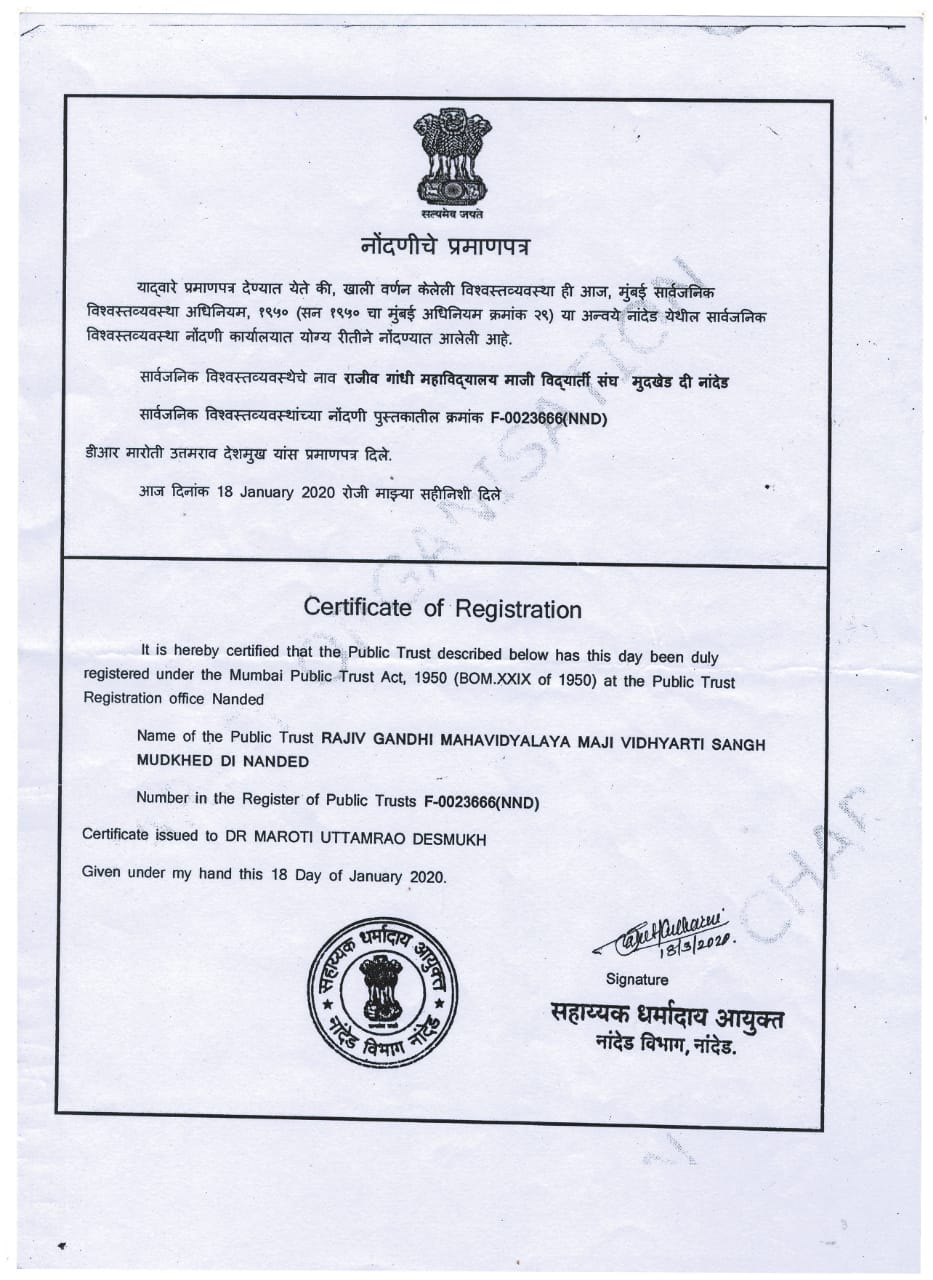 सत्यमेव जयते
नोंदणीचे प्रमाणपत्र
याद्वारे प्रमाणपत्र देण्यात येते की, खाली वर्णन केलेली विश्वस्तव्यवस्था ही आज, मुंबई सार्वजनिक
विश्वस्तव्यवस्था अधिनियम, १९५० (सन १९५० चा मुंबई अधिनियम क्रमांक २९) या अन्वये नांदेड येथील सार्वजनिक
विश्वस्तव्यवस्था नोंदणी कार्यालयात योग्य रीतीने नोंदण्यात आलेली आहे.
सार्वजनिक विश्वस्तव्यवस्थेचे नाव राजीव गांधी महाविद्यालय माजी विद्यार्ती संघ मुदखेड दी नांदेड
सार्वजनिक विश्वस्तव्यवस्थांच्या नोंदणी पुस्तकातील क्रमांक F-0023666(NND)
डीआर मारोती उत्तमराव देशमुख यांस प्रमाणपत्र दिले.
आज दिनांक 18 January 2020 रोजी माझ्या सहीनिशी दिले
Certificate of Registration
It is hereby certified that the Public Trust described below has this day been duly
registered under the Mumbai Public Trust Act, 1950 (BOM.XXIX of 1950) at the Public Trust
Registration office Nanded
Name of the Public Trust RAJIV GANDHI MAHAVIDYALAYA MAJI VIDHYARTI SANGH
MUDKHED DI NANDED
Number in the Register of Public Trusts F-0023666(NND)
Certificate issued to DR MAROTI UTTAMRAO DESMUKH
Given under my hand this 18 Day of January 2020.
सहाय्यक धर्मादाय आयुक्त
नांदेड विभाग नांदेड
18/3/2020.
Signature
सहाय्यक धर्मादाय आयुक्त
नांदेड विभाग, नांदेड.
ORGANISATION
CHAR